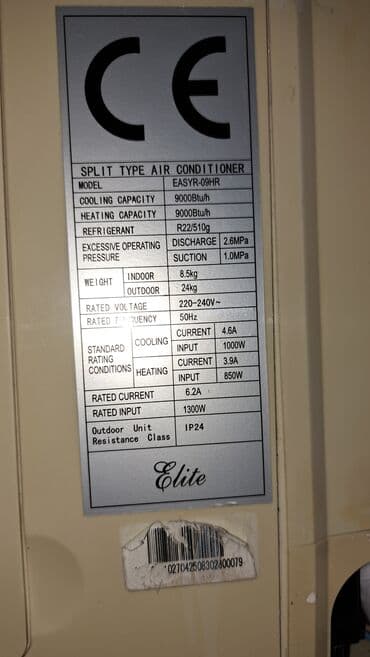 CE
SPLIT TYPE AIR CONDITIONER
MODEL EASYR-09HR
COOLING CAPACITY 9000Btu/h
HEATING CAPACITY 9000Btu/h
REFRIGERANT R22/510g
EXCESSIVE OPERATING PRESSURE DISCHARGE 2.6MPa
SUCTION 1.0MPa
WEIGHT INDOOR 8.5kg
OUTDOOR 24kg
RATED VOLTAGE 220-240V~
RATED FREQUENCY 50Hz
STANDARD RATING CONDITIONS COOLING CURRENT 4.6A
INPUT 1000W
HEATING CURRENT 3.9A
INPUT 850W
RATED CURRENT 6.2A
RATED INPUT 1300W
Outdoor Unit
Resistance Class IP24
Elite